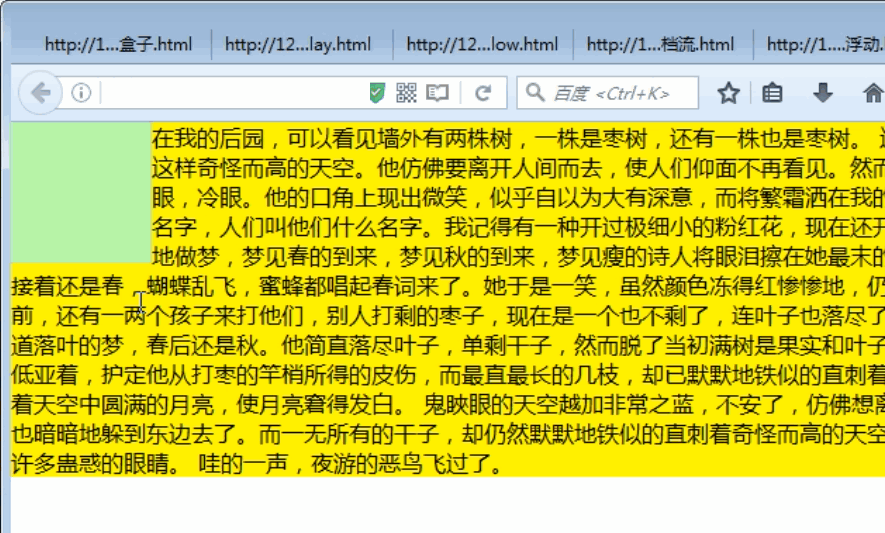 http://1...盒子.html
http://12...lay.html
http://12...low.html
http://1...档流.html
http://1....浮动.
百度 <Ctrl+K>
在我的后园，可以看见墙外有两株树，一株是枣树，还有一株也是枣树。
这样奇怪而高的天空。他仿佛要离开人间而去，使人们仰面不再看见。然而
眼，冷眼。他的口角上现出微笑，似乎自以为大有深意，而将繁霜洒在我的
名字，人们叫他们什么名字。我记得有一种开过极细小的粉红花，现在还开
地做梦，梦见春的到来，梦见秋的到来，梦见瘦的诗人将眼泪擦在她最末的
接着还是春，蝴蝶乱飞，蜜蜂都唱起春词来了。她于是一笑，虽然颜色冻得红惨惨地，仍
前，还有一两个孩子来打他们，别人打剩的枣子，现在是一个也不剩了，连叶子也落尽了
道落叶的梦，春后还是秋。他简直落尽叶子，单剩干子，然而脱了当初满树是果实和叶子
低亚着，护定他从打枣的竿梢所得的皮伤，而最直最长的几枝，却已默默地铁似的直刺着
着天空中圆满的月亮，使月亮窘得发白。 鬼䀹眼的天空越加非常之蓝，不安了，仿佛想离
也暗暗地躲到东边去了。而一无所有的干子，却仍然默默地铁似的直刺着奇怪而高的天空
许多蛊惑的眼睛。 哇的一声，夜游的恶鸟飞过了。